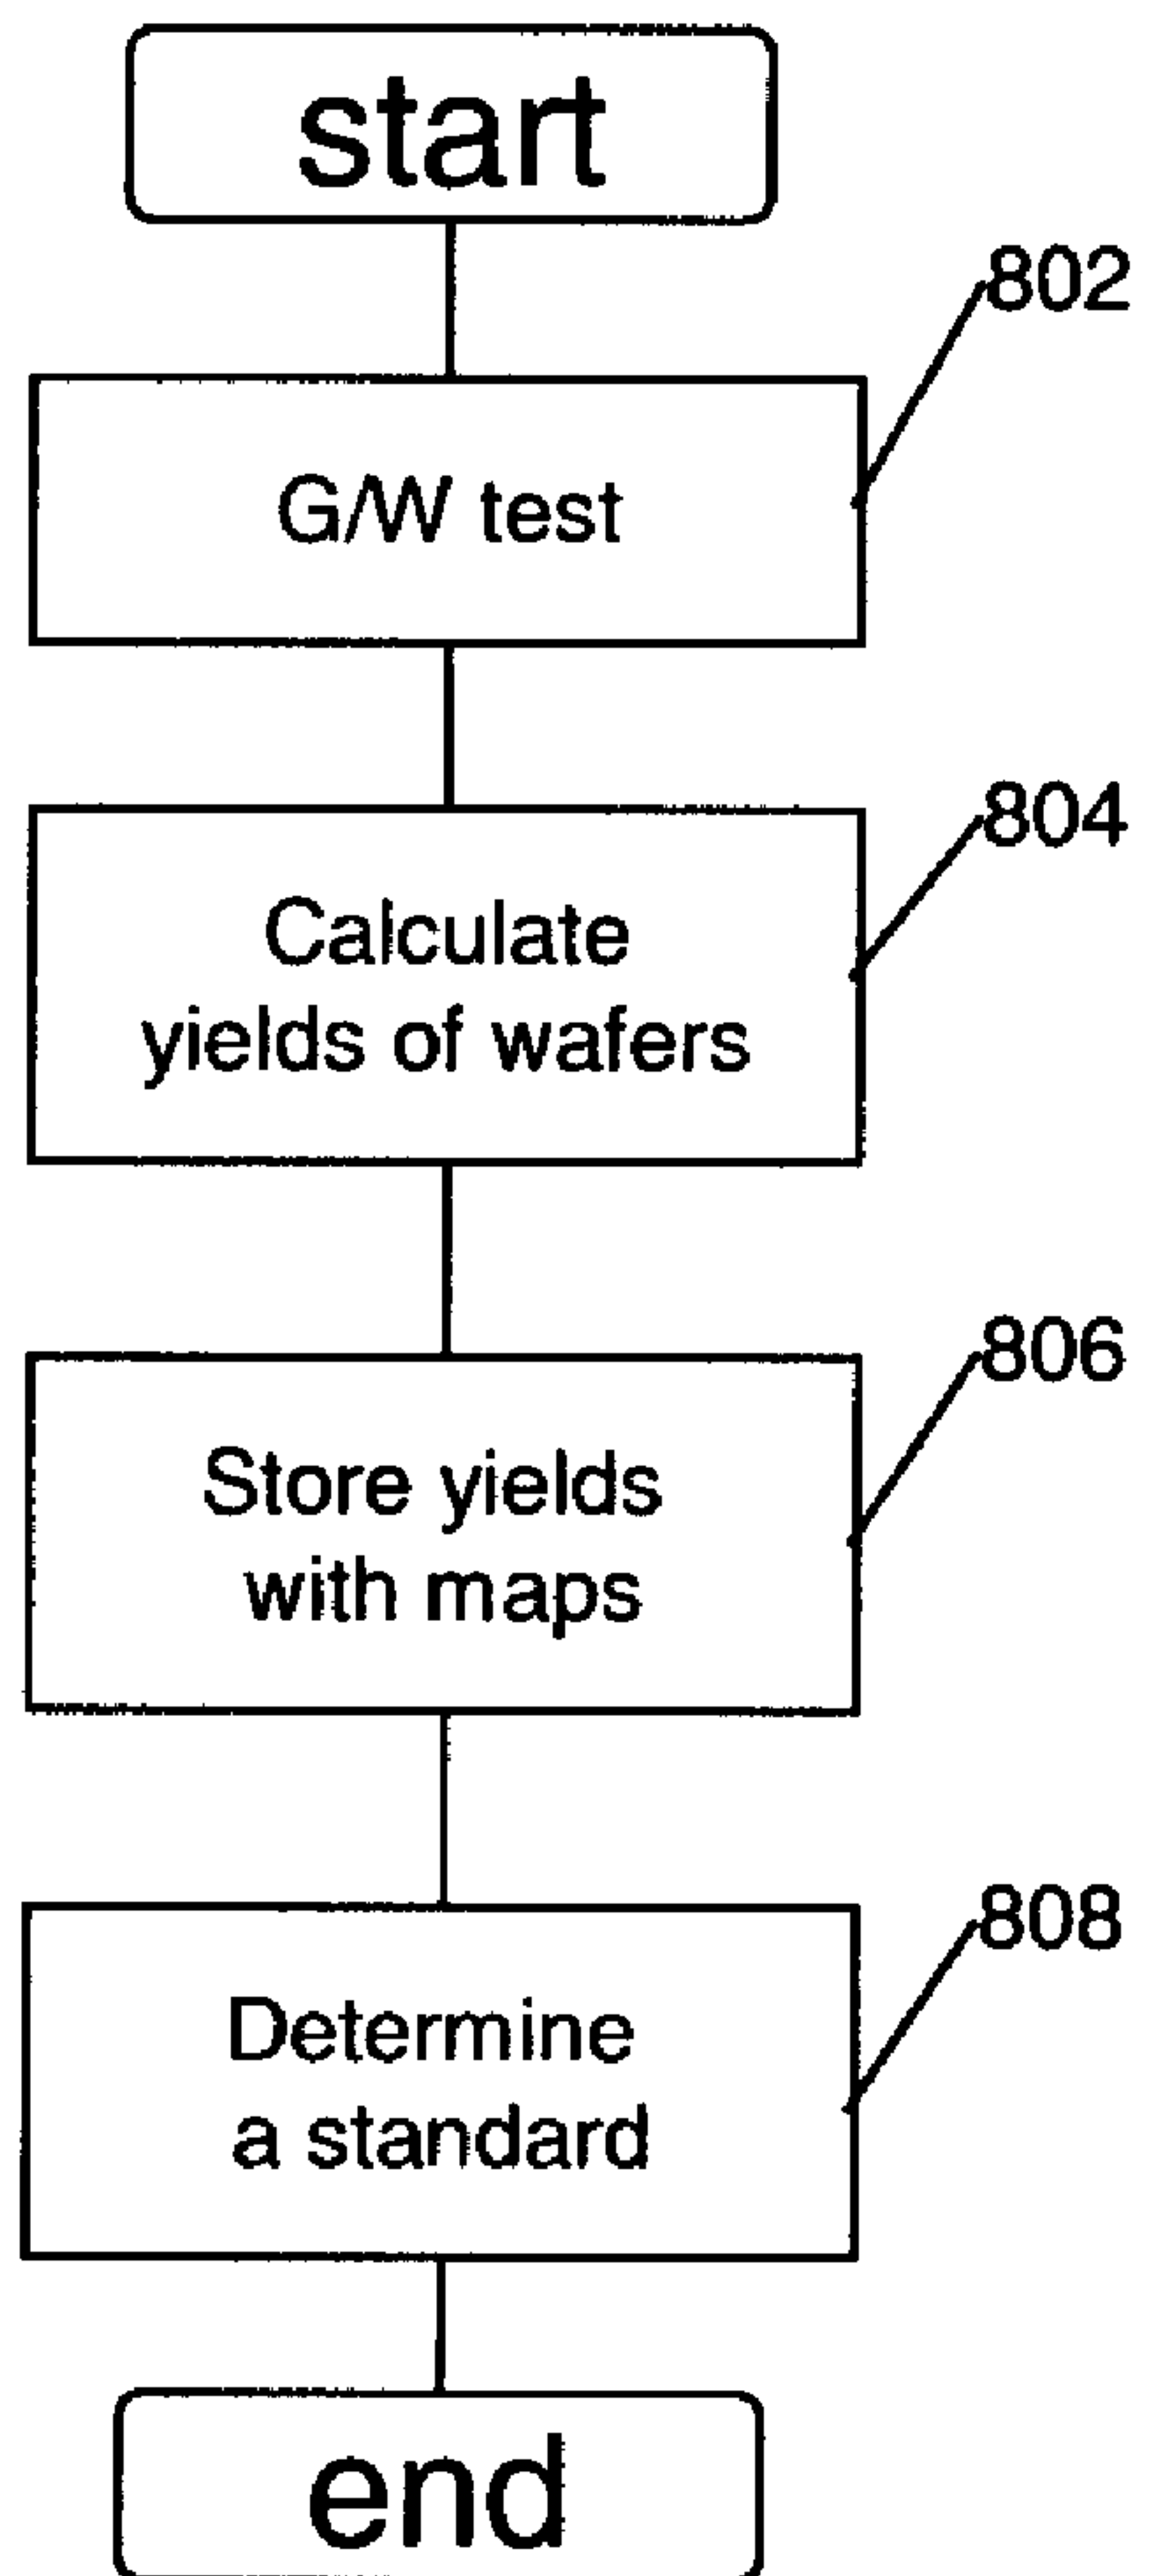 start
802
G/W test
804
Calculate
yields of wafers
806
Store yields
with maps
808
Determine
a standard
end